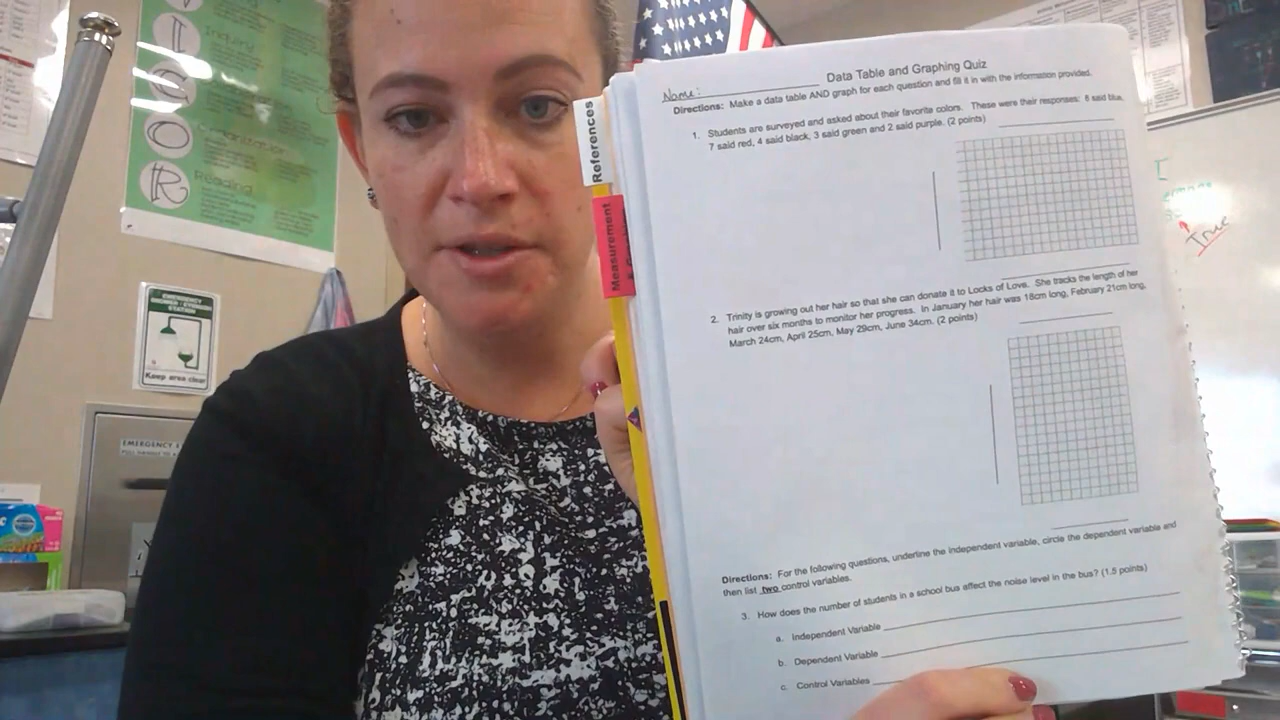 Inquiry
Organization
Reading
EMERGENCY
SHOWER / EYEWASH
STATION
Keep area clear
EMERGENCY
References
Measurement
True
Name:
Data Table and Graphing Quiz
Directions: Make a data table AND graph for each question and fill it in with the information provided.
1. Students are surveyed and asked about their favorite colors. These were their responses: 6 said blue,
7 said red, 4 said black, 3 said green and 2 said purple. (2 points)
2. Trinity is growing out her hair so that she can donate it to Locks of Love. She tracks the length of her
hair over six months to monitor her progress. In January her hair was 18cm long, February 21cm long,
March 24cm, April 25cm, May 29cm, June 34cm. (2 points)
Directions: For the following questions, underline the independent variable, circle the dependent variable and
then list two control variables.
3. How does the number of students in a school bus affect the noise level in the bus? (1.5 points)
a. Independent Variable
b. Dependent Variable
c. Control Variables